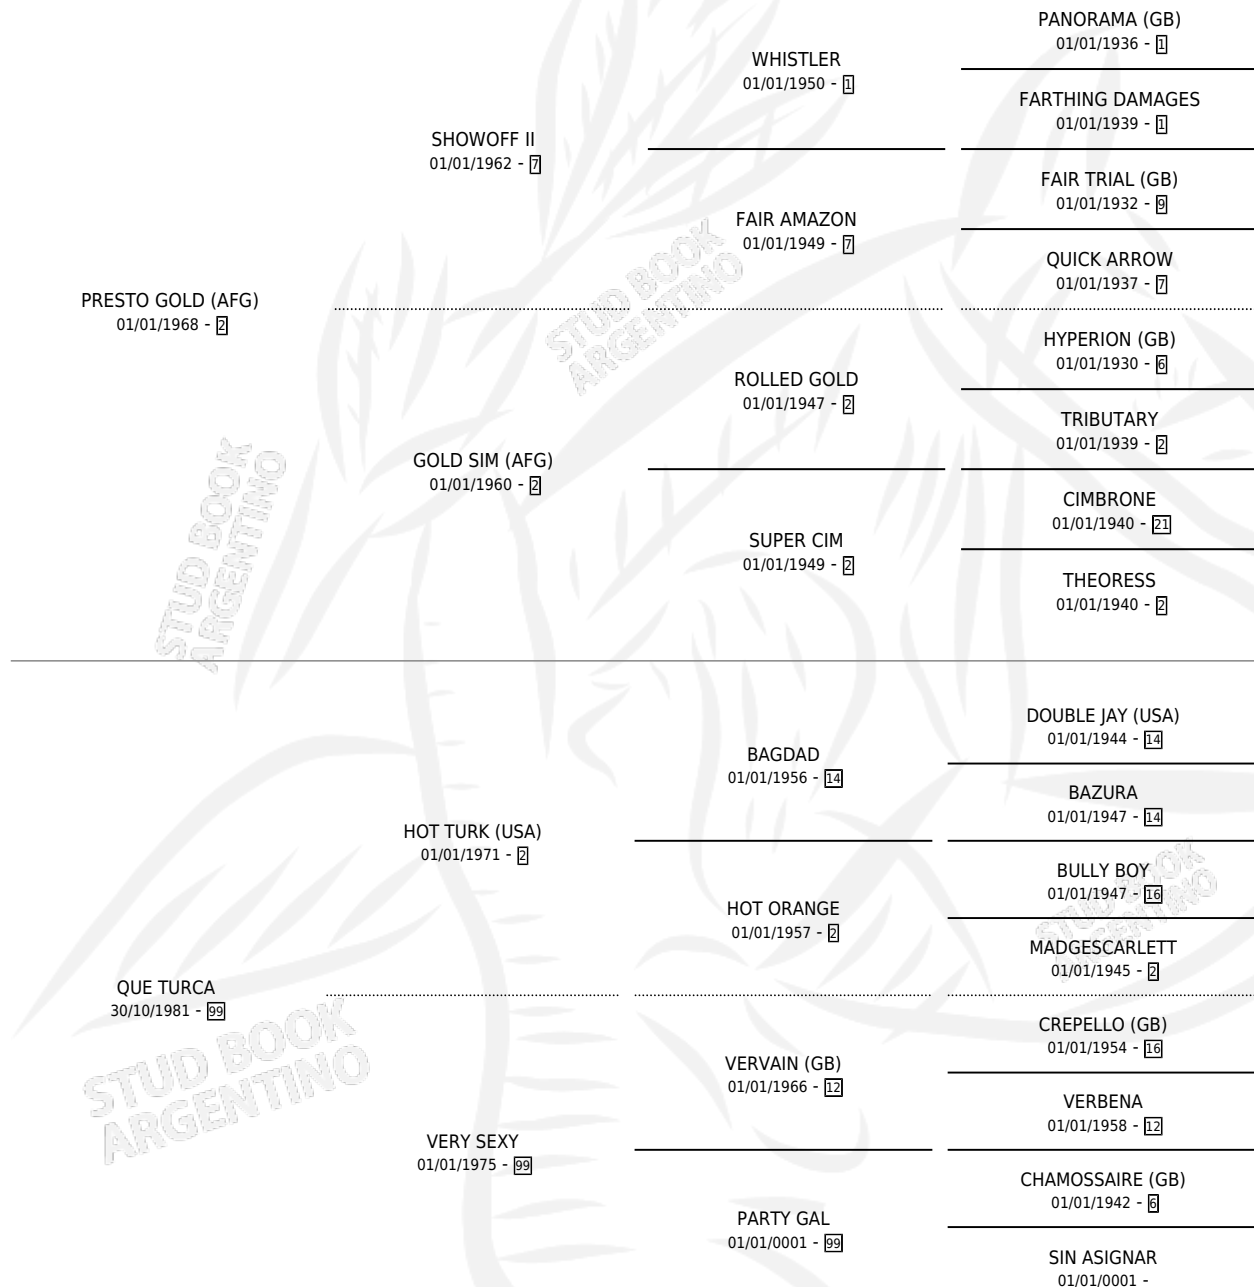 PANORAMA (GB)
01/01/1936 - 1
WHISTLER
01/01/1950 - 1
FARTHING DAMAGES
01/01/1939 - 1
SHOWOFF II
01/01/1962 - 7
FAIR TRIAL (GB)
01/01/1932 - 9
FAIR AMAZON
01/01/1949 - 7
QUICK ARROW
01/01/1937 - 7
PRESTO GOLD (AFG)
01/01/1968 - 2
HYPERION (GB)
01/01/1930 - 6
ROLLED GOLD
01/01/1947 - 2
TRIBUTARY
01/01/1939 - 2
GOLD SIM (AFG)
01/01/1960 - 2
CIMBRONE
01/01/1940 - 21
SUPER CIM
01/01/1949 - 2
THEORESS
01/01/1940 - 2
STUD BOOK
ARGENTINO
STUD BOOK
ARGENTINO
DOUBLE JAY (USA)
01/01/1944 - 14
BAGDAD
01/01/1956 - 14
BAZURA
01/01/1947 - 14
HOT TURK (USA)
01/01/1971 - 2
BULLY BOY
01/01/1947 - 16
HOT ORANGE
01/01/1957 - 2
MADGESCARLETT
01/01/1945 - 2
STUD BOOK
ARGENTINO
QUE TURCA
30/10/1981 - 99
CREPELLO (GB)
01/01/1954 - 16
VERVAIN (GB)
01/01/1966 - 12
VERBENA
01/01/1958 - 12
STUD BOOK
ARGENTINO
VERY SEXY
01/01/1975 - 99
CHAMOSSAIRE (GB)
01/01/1942 - 6
PARTY GAL
01/01/0001 - 99
SIN ASIGNAR
01/01/0001 -